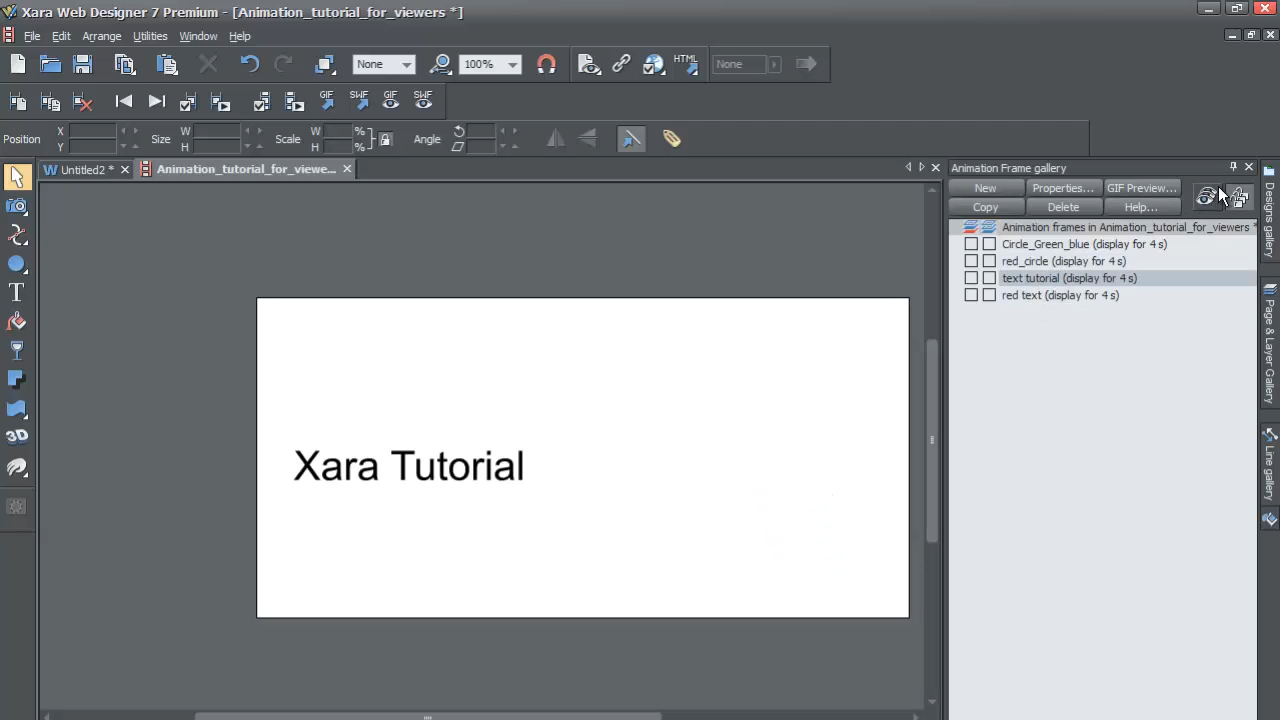 Xara Web Designer 7 Premium - [Animation_tutorial_for_viewers *]
File Edit Arrange Utilities Window Help
None 100% HTML None
GIF SWF GIF SWF
Position X Y Size W H Scale W % H % Angle
Untitled2 * Animation_tutorial_for_viewe...
Animation Frame gallery
New Properties... GIF Preview...
Copy Delete Help...
Animation frames in Animation_tutorial_for_viewers *
Circle_Green_blue (display for 4 s)
red_circle (display for 4 s)
text tutorial (display for 4 s)
red text (display for 4 s)
Xara Tutorial
T
3D
Designs gallery
Page & Layer Gallery
Line gallery